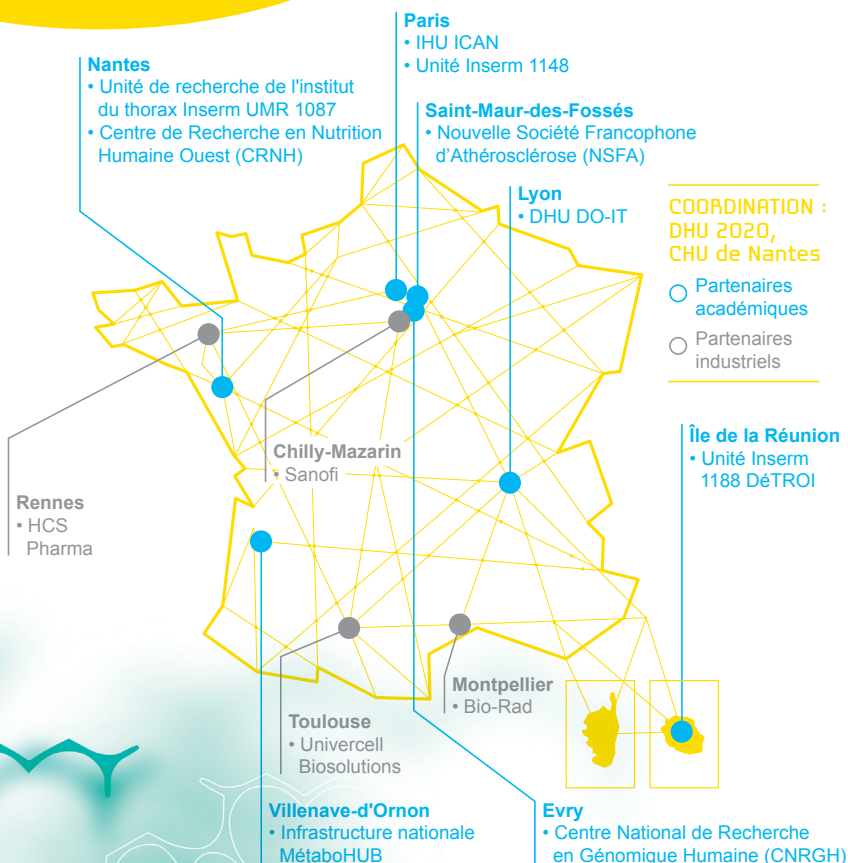 Paris
• IHU ICAN
• Unité Inserm 1148
Nantes
• Unité de recherche de l'institut
du thorax Inserm UMR 1087
• Centre de Recherche en Nutrition
Humaine Ouest (CRNH)
Saint-Maur-des-Fossés
• Nouvelle Société Francophone
d'Athérosclérose (NSFA)
Lyon
• DHU DO-IT
COORDINATION :
DHU 2020,
CHU de Nantes
Partenaires
académiques
Partenaires
industriels
Île de la Réunion
• Unité Inserm
1188 DéTROI
Chilly-Mazarin
• Sanofi
Rennes
• HCS
Pharma
Montpellier
• Bio-Rad
Toulouse
• Univercell
Biosolutions
Villenave-d'Ornon
• Infrastructure nationale
MétaboHUB
Evry
• Centre National de Recherche
en Génomique Humaine (CNRGH)